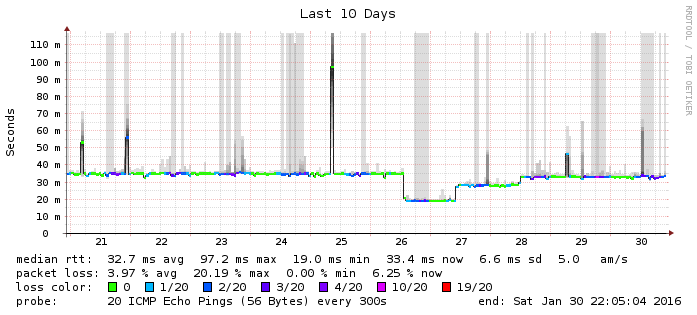 Last 10 Days
RRDTOOL / TOBI OETIKER
Seconds
110 m
100 m
90 m
80 m
70 m
60 m
50 m
40 m
30 m
20 m
10 m
0
21 22 23 24 25 26 27 28 29 30
median rtt: 32.7 ms avg 97.2 ms max 19.0 ms min 33.4 ms now 6.6 ms sd 5.0 am/s
packet loss: 3.97 % avg 20.19 % max 0.00 % min 6.25 % now
loss color: 0 1/20 2/20 3/20 4/20 10/20 19/20
probe: 20 ICMP Echo Pings (56 Bytes) every 300s end: Sat Jan 30 22:05:04 2016